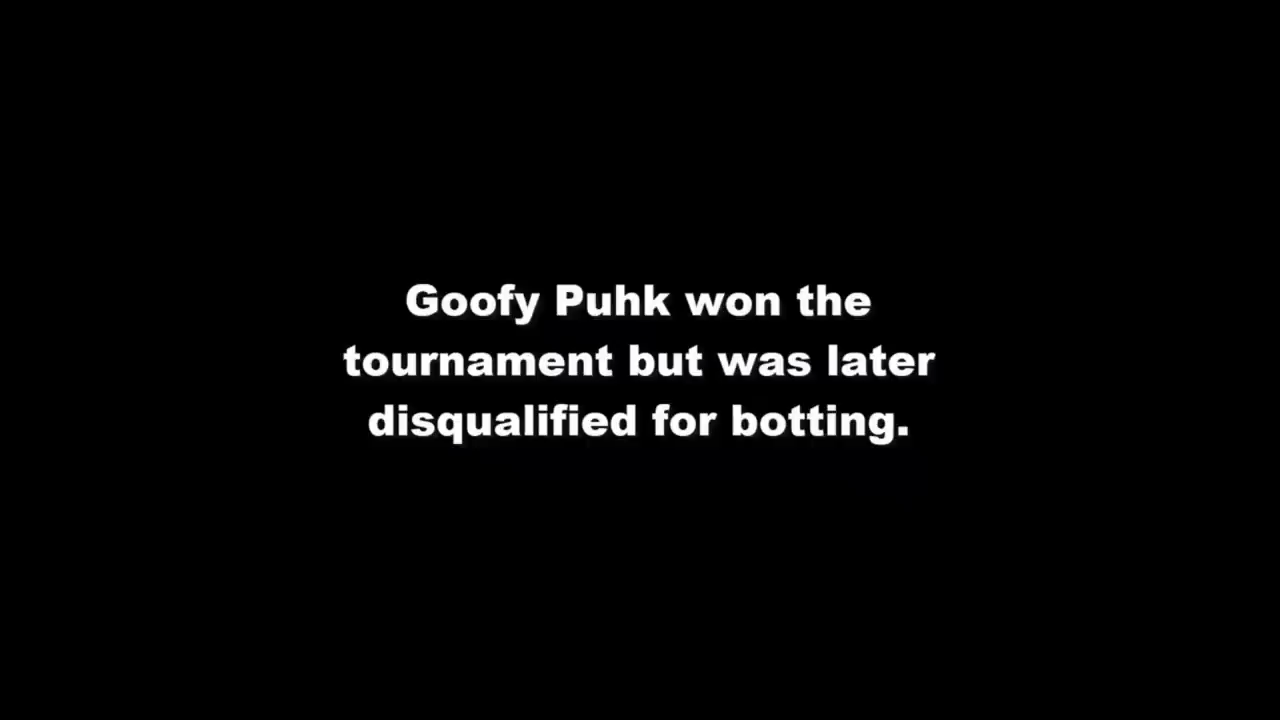 Goofy Puhk won the
tournament but was later
disqualified for botting.